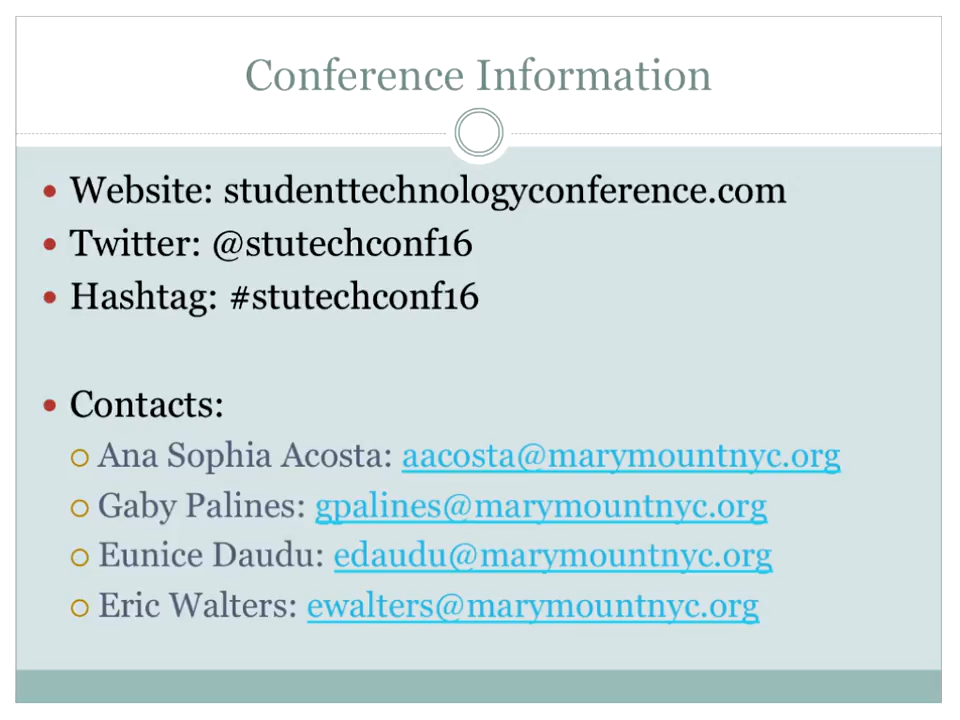 Conference Information
Website: studenttechnologyconference.com
Twitter: @stutechconf16
Hashtag: #stutechconf16
Contacts:
Ana Sophia Acosta: aacosta@marymountnyc.org
Gaby Palines: gpalines@marymountnyc.org
Eunice Daudu: edaudu@marymountnyc.org
Eric Walters: ewalters@marymountnyc.org